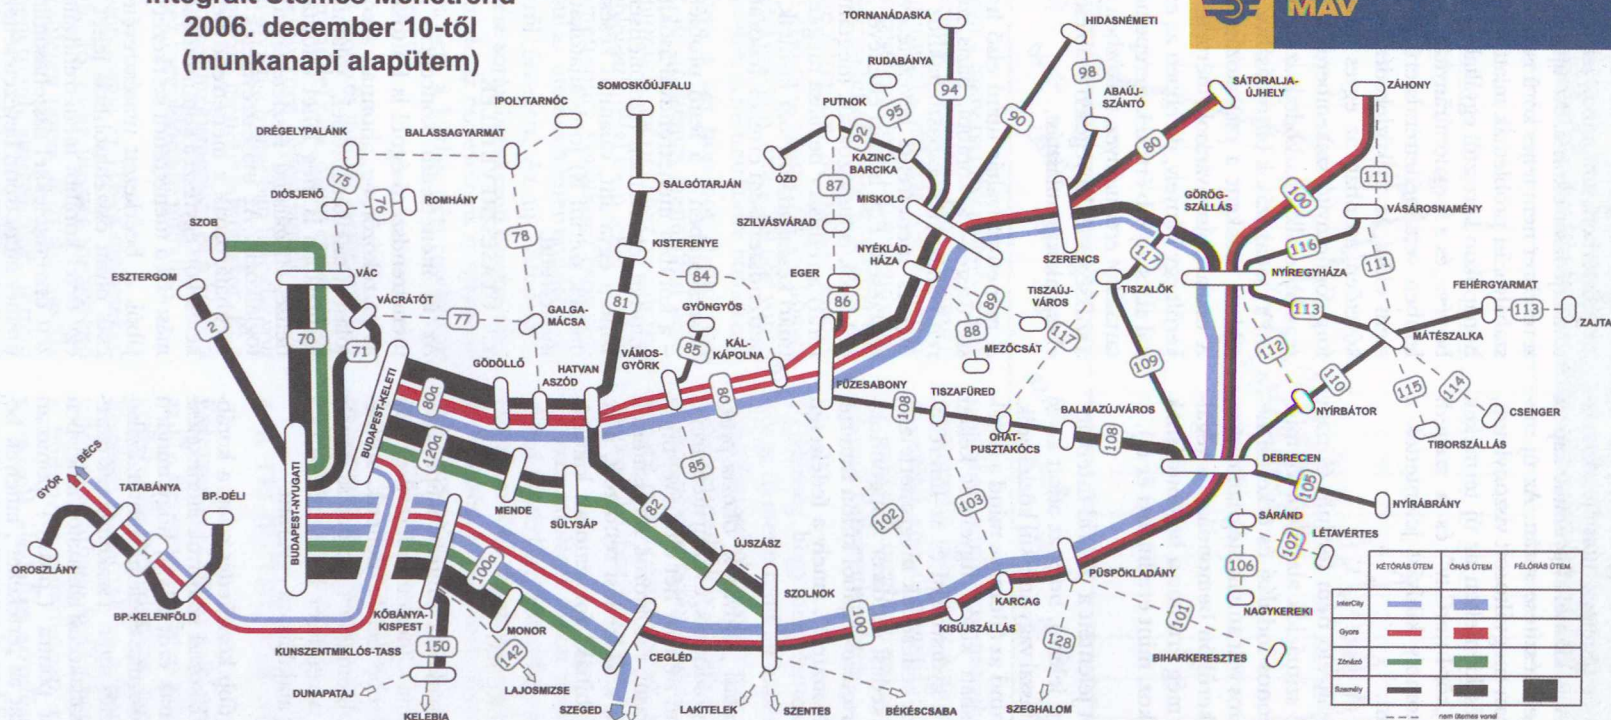 Integrált Ütemes Menetrend
2006. december 10-től
(munkanapi alapütem)
MÁV
TORNANÁDASKA
HIDASNÉMETI
RUDABÁNYA
94
98
SÁTORALJA-
ÚJHELY
ZÁHONY
SOMOSKŐÚJFALU
PUTNOK
95
90
ABAÚJ-
SZÁNTÓ
IPOLYTARNÓC
DRÉGELYPALÁNK
BALASSAGYARMAT
92
KAZINC-
BARCIKA
80
ÓZD
87
MISKOLC
111
75
DIÓSJENŐ
76
ROMHÁNY
SALGÓTARJÁN
GÖRÖG-
SZÁLLÁS
100
VÁSÁROSNAMÉNY
SZOB
78
SZILVÁSVÁRAD
NYÉKLÁD-
HÁZA
116
KISTERENYE
84
SZERENCS
117
111
ESZTERGOM
VÁC
EGER
TISZAÚJ-
VÁROS
TISZALÖK
NYÍREGYHÁZA
FEHÉRGYARMAT
VÁCRÁTÓT
81
GYÖNGYÖS
86
89
113
113
ZAJTA
2
77
GALGA-
MÁCSA
88
117
MÁTÉSZALKA
70
71
VÁMOS-
GYÖRK
85
KÁL-
KÁPOLNA
MEZŐCSÁT
112
GÖDÖLLŐ
HATVAN
ASZÓD
109
110
115
114
BUDAPEST-KELETI
80a
80
FÜZESABONY
TISZAFÜRED
BALMAZÚJVÁROS
NYÍRBÁTOR
CSENGER
108
OHAT-
PUSZTAKÓCS
108
TIBORSZÁLLÁS
120a
85
DEBRECEN
GYŐR
BÉCS
TATABÁNYA
BP.-DÉLI
BUDAPEST-NYUGATI
MENDE
SÜLYSÁP
82
102
103
105
NYÍRÁBRÁNY
SÁRÁND
107
LÉTAVÉRTES
1
OROSZLÁNY
100a
ÚJSZÁSZ
PÜSPÖKLADÁNY
106
SZOLNOK
KARCAG
NAGYKEREKI
BP.-KELENFÖLD
KŐBÁNYA-
KISPEST
MONOR
100
KISÚJSZÁLLÁS
101
KUNSZENTMIKLÓS-TASS
150
142
CEGLÉD
128
BIHARKERESZTES
DUNAPATAJ
LAJOSMIZSE
KELEBIA
SZEGED
LAKITELEK
SZENTES
BÉKÉSCSABA
SZEGHALOM
KÉTÓRÁS ÜTEM
ÓRÁS ÜTEM
FÉLÓRÁS ÜTEM
InterCity
Gyors
Zónázó
Személy
nem ütemes vonal